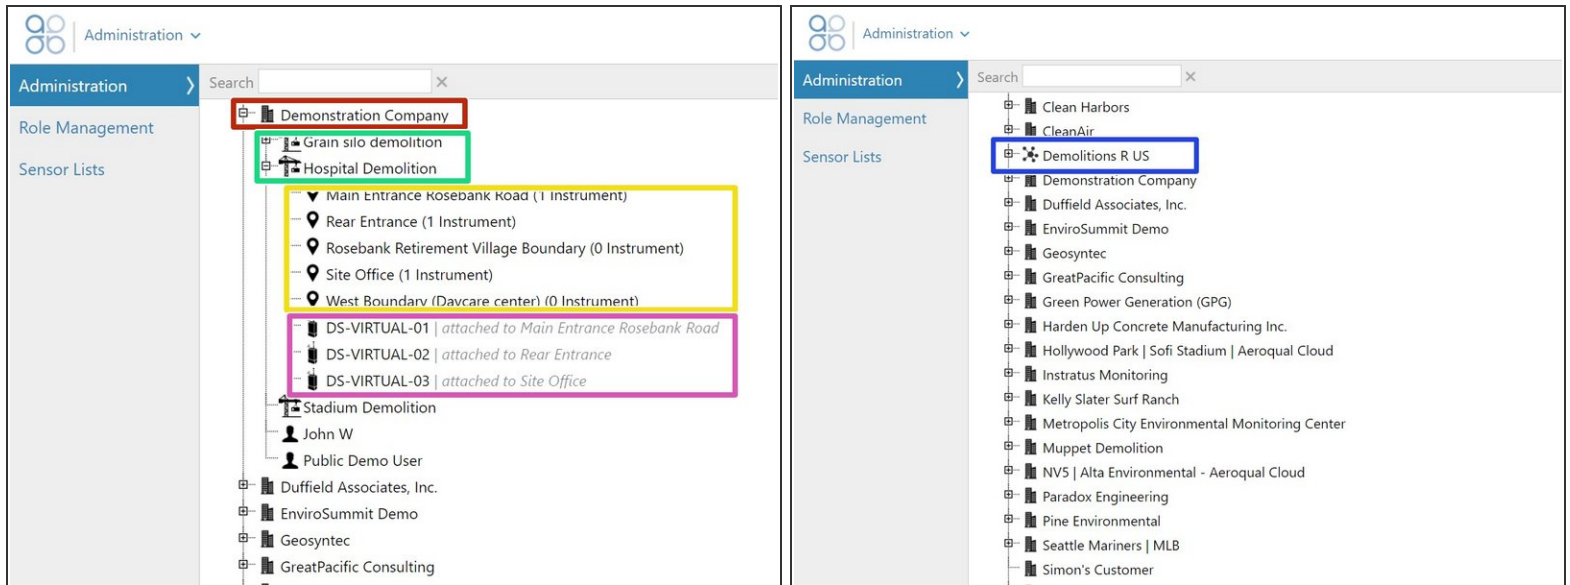 Administration
Administration
Role Management
Sensor Lists
Search
Demonstration Company
Grain silo demolition
Hospital Demolition
Main Entrance Rosebank Road (1 Instrument)
Rear Entrance (1 Instrument)
Rosebank Retirement Village Boundary (0 Instrument)
Site Office (1 Instrument)
West Boundary (Daycare center) (0 Instrument)
DS-VIRTUAL-01 | attached to Main Entrance Rosebank Road
DS-VIRTUAL-02 | attached to Rear Entrance
DS-VIRTUAL-03 | attached to Site Office
Stadium Demolition
John W
Public Demo User
Duffield Associates, Inc.
EnviroSummit Demo
Geosyntec
GreatPacific Consulting
Administration
Administration
Role Management
Sensor Lists
Search
Clean Harbors
CleanAir
Demolitions R US
Demonstration Company
Duffield Associates, Inc.
EnviroSummit Demo
Geosyntec
GreatPacific Consulting
Green Power Generation (GPG)
Harden Up Concrete Manufacturing Inc.
Hollywood Park | Sofi Stadium | Aeroqual Cloud
Instratus Monitoring
Kelly Slater Surf Ranch
Metropolis City Environmental Monitoring Center
Muppet Demolition
NV5 | Alta Environmental - Aeroqual Cloud
Paradox Engineering
Pine Environmental
Seattle Mariners | MLB
Simon's Customer